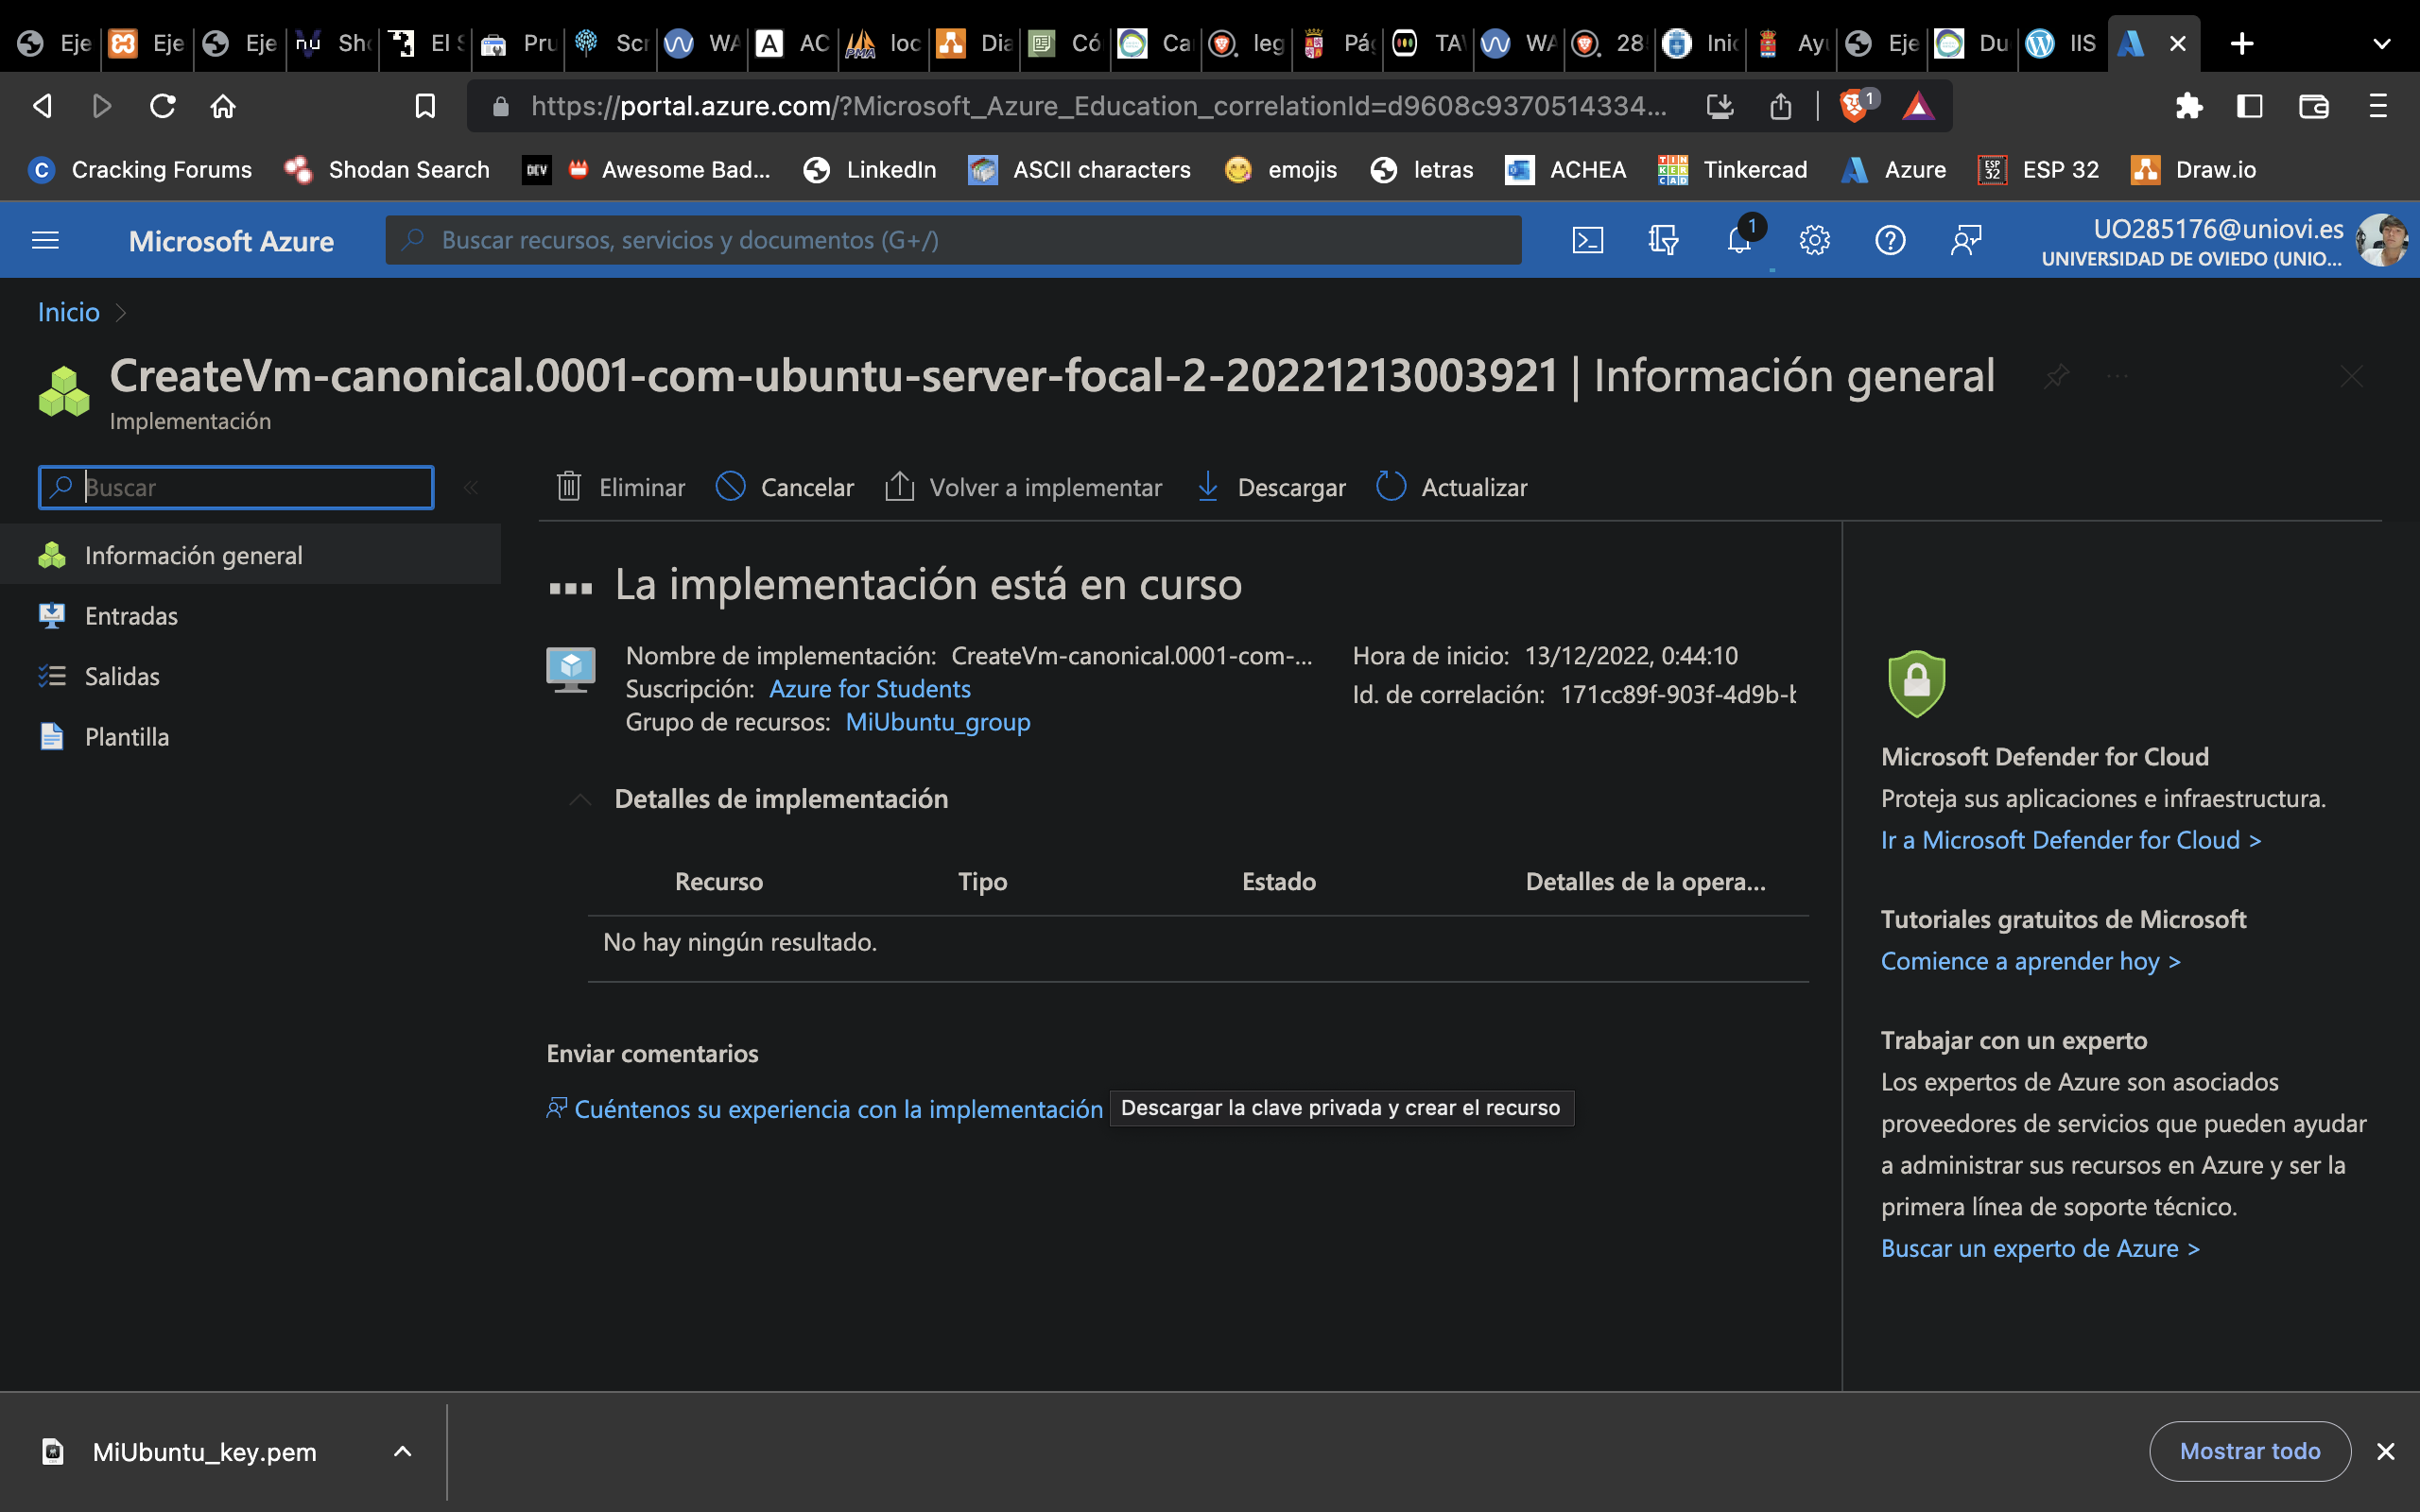 Eje
Eje
Eje
Sho
El S
Pru
Scr
WA
AC
loc
Dia
Có
Ca
leg
Pá
TAV
WA
28
Inic
Ayu
Eje
Du
IIS
https://portal.azure.com/?Microsoft_Azure_Education_correlationId=d9608c9370514334...
1
Cracking Forums
Shodan Search
Awesome Bad...
LinkedIn
ASCII characters
emojis
letras
ACHEA
Tinkercad
Azure
ESP 32
Draw.io
Microsoft Azure
Buscar recursos, servicios y documentos (G+/)
1
UO285176@uniovi.es
UNIVERSIDAD DE OVIEDO (UNIO...
Inicio
CreateVm-canonical.0001-com-ubuntu-server-focal-2-20221213003921 | Información general
Implementación
Buscar
Eliminar
Cancelar
Volver a implementar
Descargar
Actualizar
Información general
Entradas
Salidas
Plantilla
La implementación está en curso
Nombre de implementación: CreateVm-canonical.0001-com-...
Suscripción: Azure for Students
Grupo de recursos: MiUbuntu_group
Hora de inicio: 13/12/2022, 0:44:10
Id. de correlación: 171cc89f-903f-4d9b-b
Detalles de implementación
Recurso Tipo Estado Detalles de la opera...
No hay ningún resultado.
Enviar comentarios
Cuéntenos su experiencia con la implementación
Descargar la clave privada y crear el recurso
Microsoft Defender for Cloud
Proteja sus aplicaciones e infraestructura.
Ir a Microsoft Defender for Cloud >
Tutoriales gratuitos de Microsoft
Comience a aprender hoy >
Trabajar con un experto
Los expertos de Azure son asociados
proveedores de servicios que pueden ayudar
a administrar sus recursos en Azure y ser la
primera línea de soporte técnico.
Buscar un experto de Azure >
MiUbuntu_key.pem
Mostrar todo